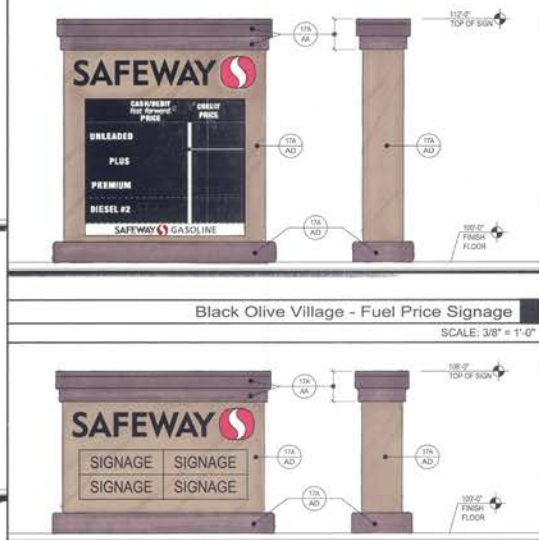 112'-0"
TOP OF SIGN
17A
AA
SAFEWAY
CASH/DEBIT
fast forward
PRICE
CREDIT
PRICE
UNLEADED
PLUS
PREMIUM
DIESEL #2
17A
AD
17A
AD
SAFEWAY GASOLINE
17A
AD
100'-0"
FINISH
FLOOR
Black Olive Village - Fuel Price Signage
SCALE: 3/8" = 1'-0"
108'-0"
TOP OF SIGN
17A
AA
SAFEWAY
SIGNAGE SIGNAGE
SIGNAGE SIGNAGE
17A
AD
17A
AD
17A
AD
100'-0"
FINISH
FLOOR